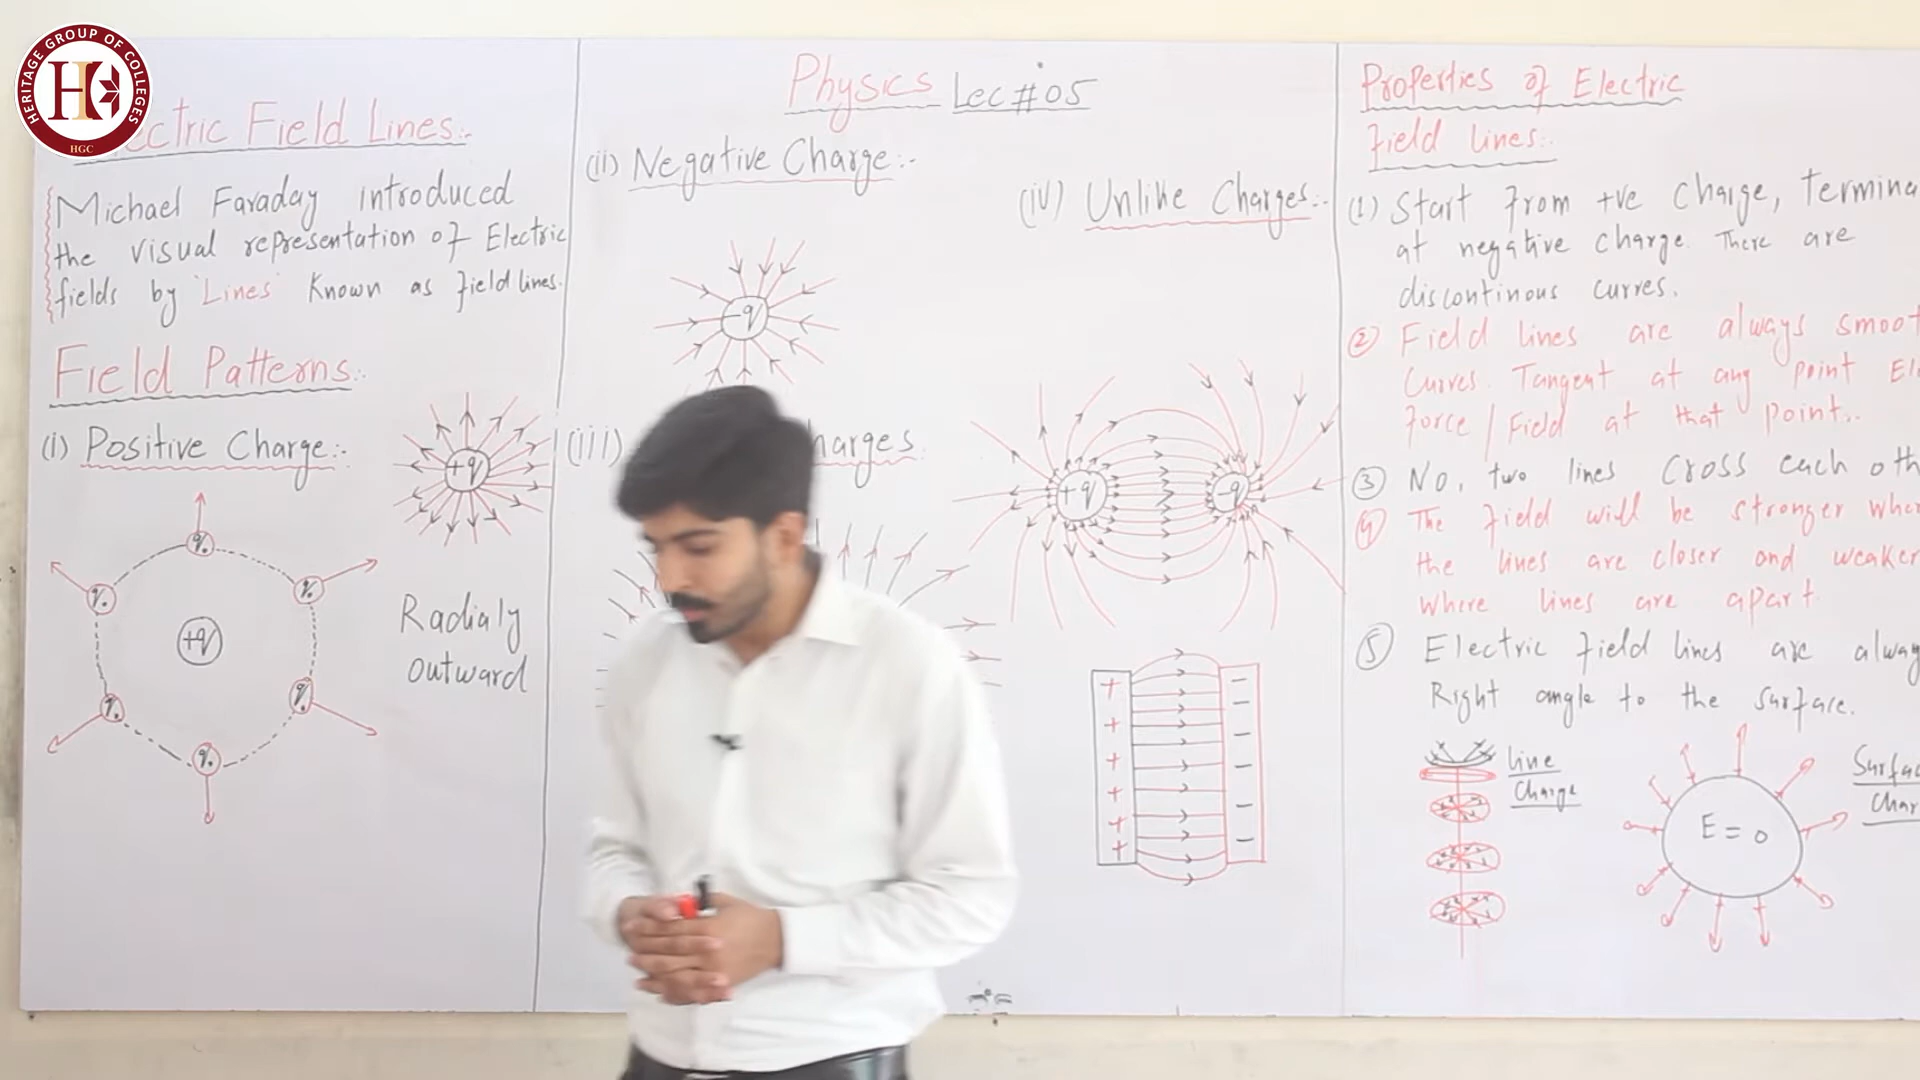 HERITAGE GROUP OF COLLEGES
HGC
ectric Field Lines:-
Michael Faraday introduced
the visual representation of Electric
fields by 'Lines' Known as field lines.
Field Patterns:-
(i) Positive Charge:-
+q
q.
q.
q.
+q
q.
q.
q.
Radialy
outward
Physics Lec#05
(ii) Negative Charge:-
-q
(iii)
harges
(iv) Unlike Charges:-
+q
-q
+ −
+ −
+ −
+ −
+ −
+
Properties of Electric
field lines:-
(1) Start from +ve Charge, Termina
at negative charge. There are
discontinous curves.
② Field lines are always smoot
Curves. Tangent at any point El
force / Field at that point:-
③ No, two lines Cross each oth
④ The field will be stronger wher
the lines are closer and weaker
where lines are apart.
⑤ Electric field lines are alway
Right angle to the surface.
Line
Charge
E = 0
Surfac
Char